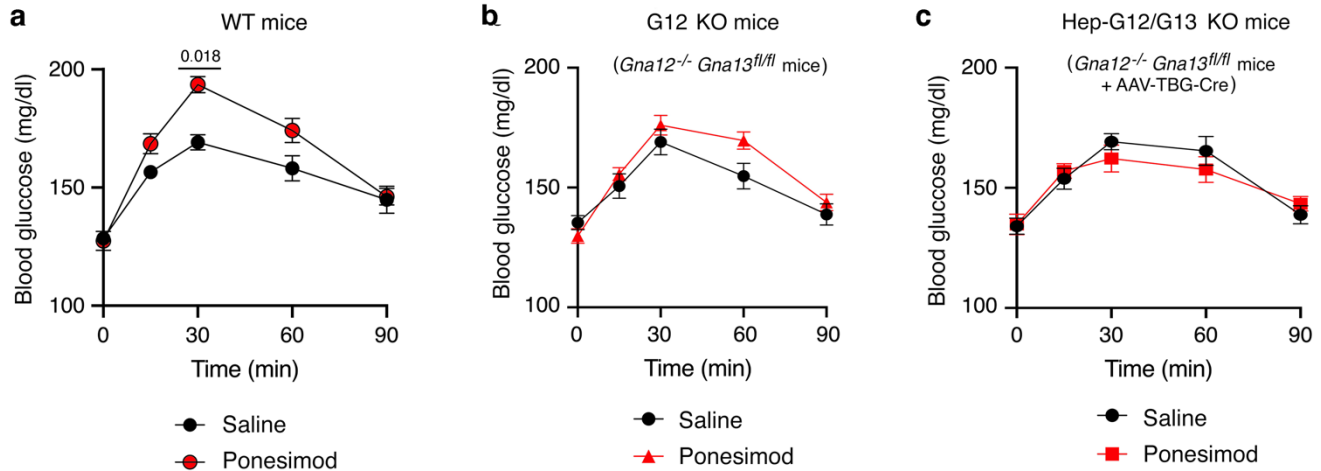 a
WT mice
0.018
200
150
100
Blood gluccose (mg/dl)
0
30
60
90
Time (min)
Saline
Ponesimod
b
G12 KO mice
(Gna12-/- Gna13fl/fl mice)
200
150
100
Blood gluccose (mg/dl)
0
30
60
90
Time (min)
Saline
Ponesimod
c
Hep-G12/G13 KO mice
(Gna12-/- Gna13fl/fl mice
+ AAV-TBG-Cre)
200
150
100
Blood gluccose (mg/dl)
0
30
60
90
Time (min)
Saline
Ponesimod